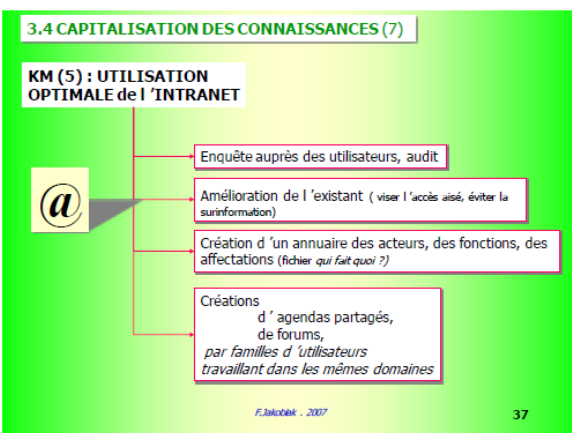 3.4 CAPITALISATION DES CONNAISSANCES (7)
KM (5) : UTILISATION
OPTIMALE de l 'INTRANET
@
Enquête auprès des utilisateurs, audit
Amélioration de l 'existant ( viser l 'accès aisé, éviter la
surinformation)
Création d 'un annuaire des acteurs, des fonctions, des
affectations (fichier qui fait quoi ?)
Créations
d ' agendas partagés,
de forums,
par familles d 'utilisateurs
travaillant dans les mêmes domaines
F.Jakobiak . 2007
37